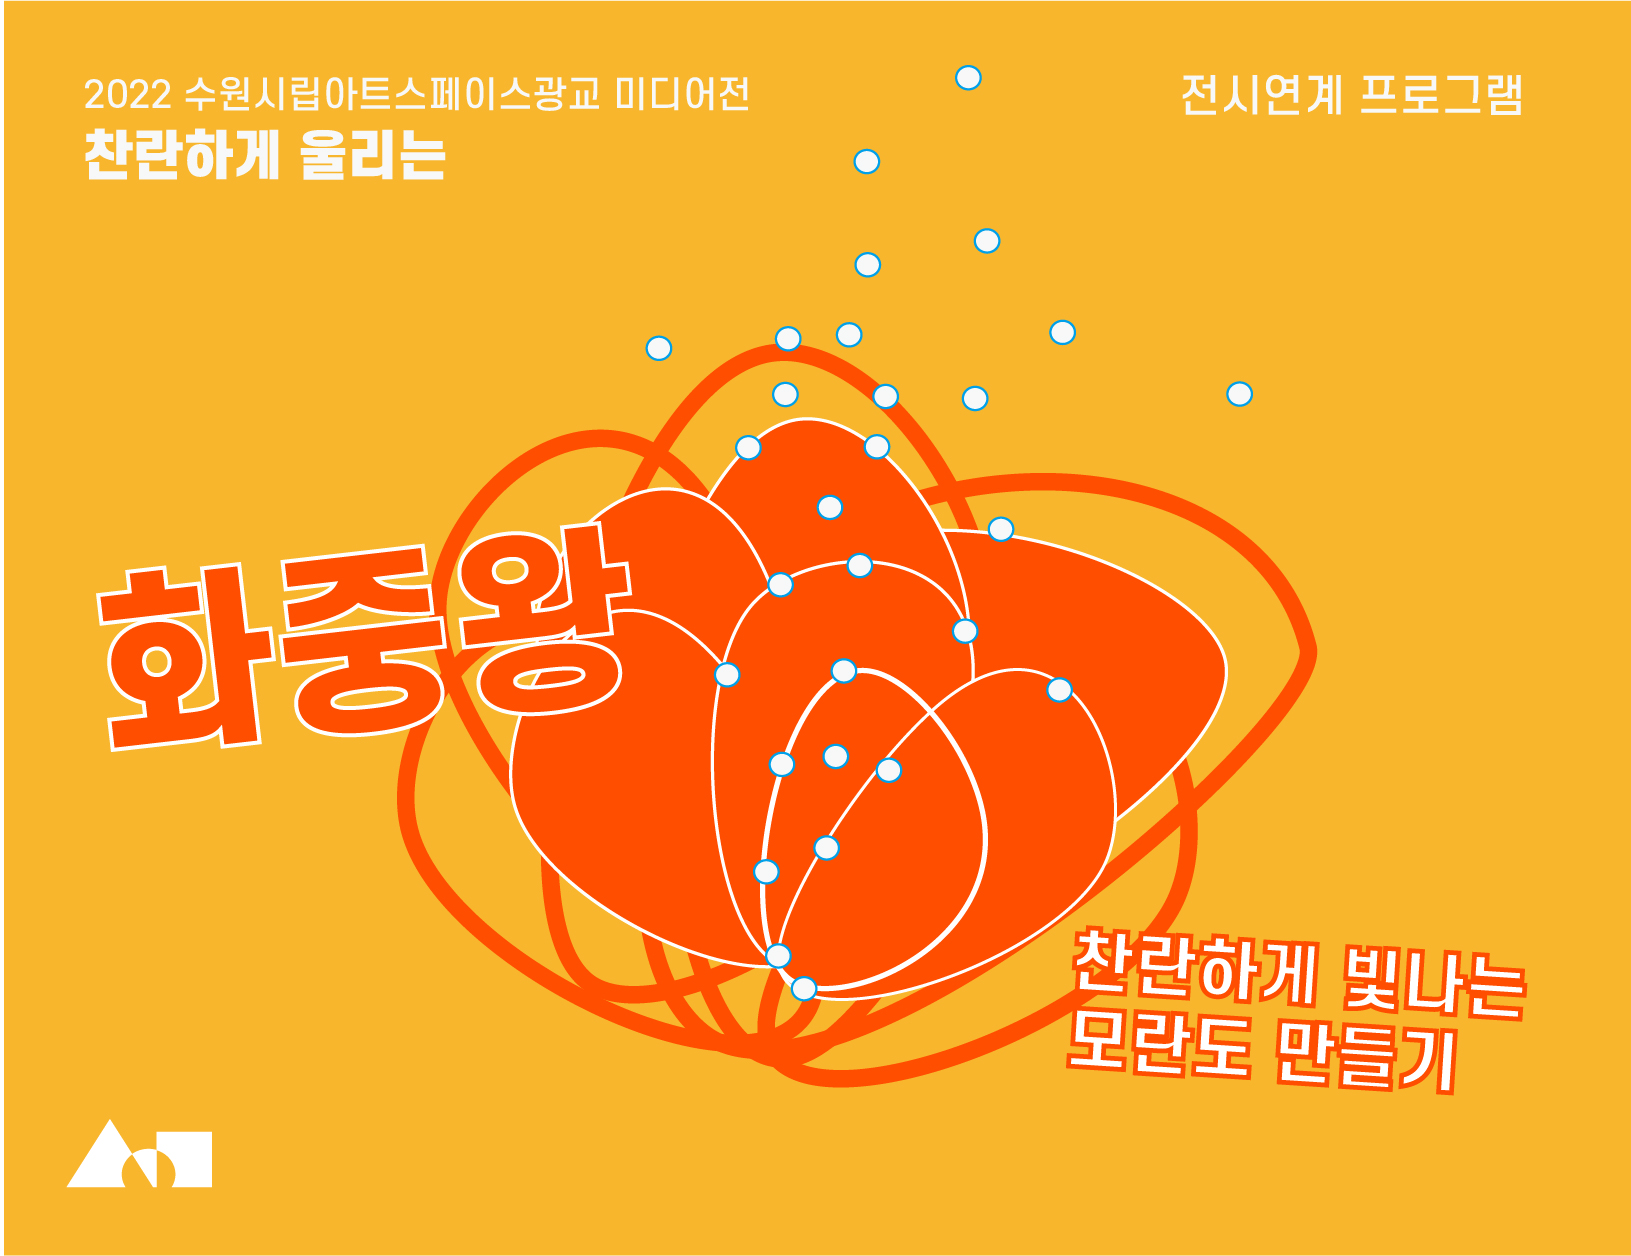 2022 수원시립아트스페이스광교 미디어전
찬란하게 울리는
전시연계 프로그램
화중왕
찬란하게 빛나는
모란도 만들기